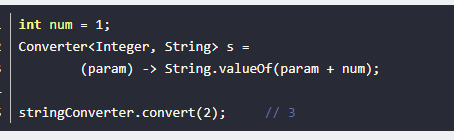 int num = 1;
Converter<Integer, String> s =
(param) -> String.valueOf(param + num);
stringConverter.convert(2);     // 3